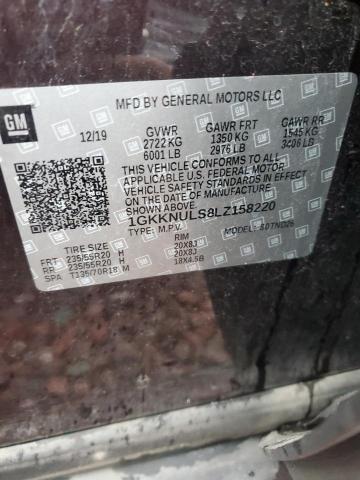 GM
MFD BY GENERAL MOTORS LLC
12/19 GVWR GAWR FRT GAWR RR
2722 KG 1350 KG 1545 KG
6001 LB 2976 LB 3406 LB
THIS VEHICLE CONFORMS TO ALL APPLICABLE
U.S. FEDERAL MOTOR VEHICLE SAFETY
STANDARDS IN EFFECT ON THE DATE OF
MANUFACTURE SHOWN ABOVE.
1GKKNULS8LZ158220
TYPE: M.P.V. MODEL:
TIRE SIZE RIM
FRT 235/55R20 H 20X8J
RR 235/55R20 H 20X8J
SPA T135/70R18 M 18X4.5B